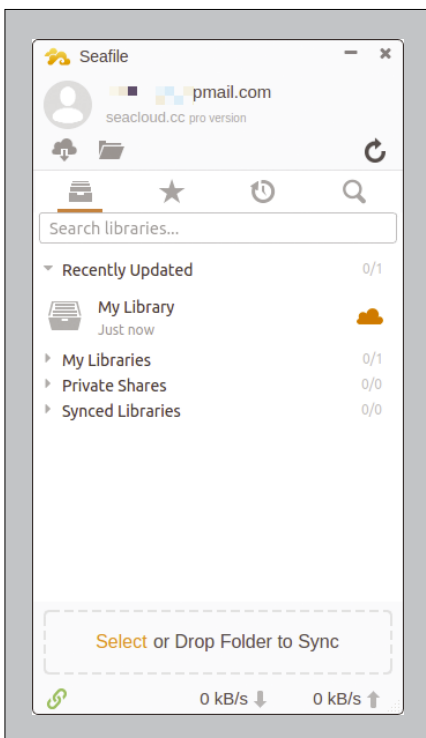 Seafile
pmail.com
seacloud.cc pro version
Search libraries...
Recently Updated 0/1
My Library
Just now
My Libraries 0/1
Private Shares 0/0
Synced Libraries 0/0
Select or Drop Folder to Sync
0 kB/s 0 kB/s